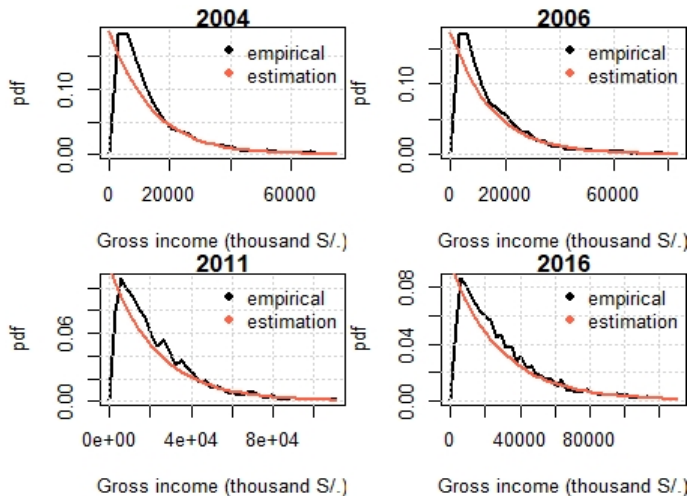 2004
2006
pdf
0.00
0.10
empirical
estimation
0
20000
60000
Gross income (thousand S/.)
pdf
0.00
0.10
empirical
estimation
0
20000
60000
Gross income (thousand S/.)
2011
2016
pdf
0.00
0.06
empirical
estimation
0e+00
4e+04
8e+04
Gross income (thousand S/.)
pdf
0.00
0.04
0.08
empirical
estimation
0
40000
80000
Gross income (thousand S/.)